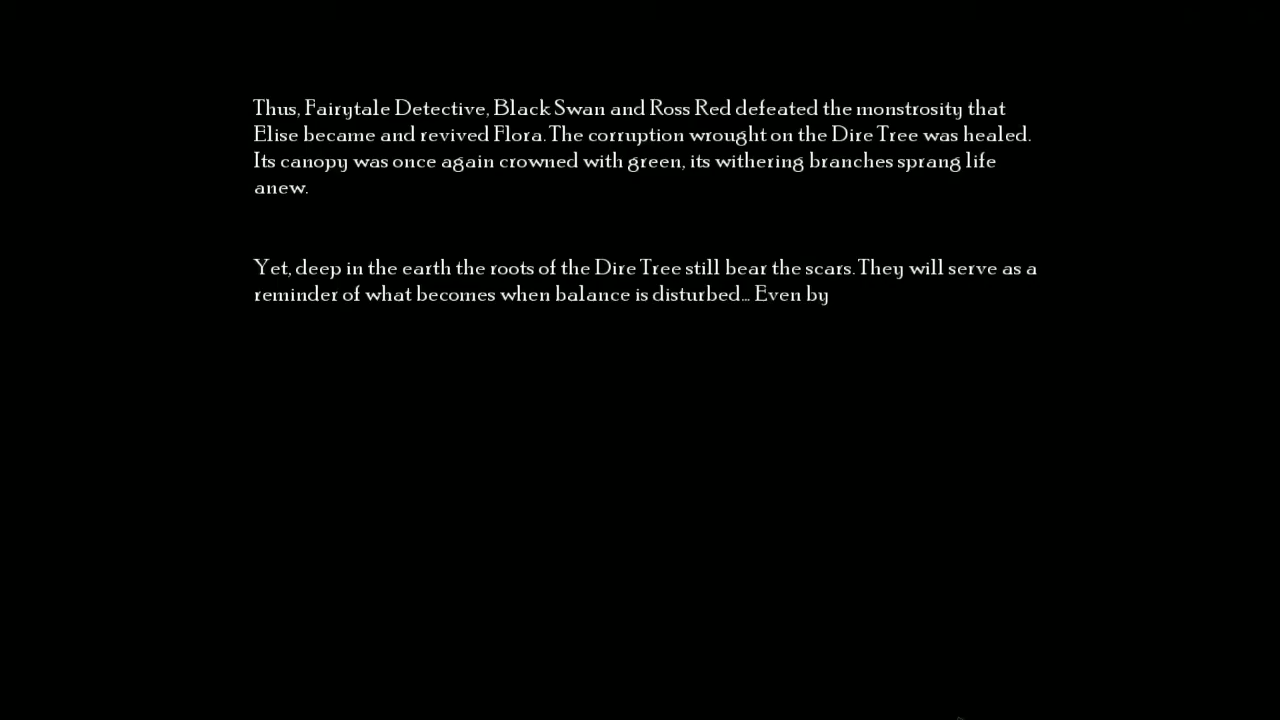 Thus, Fairytale Detective, Black Swan and Ross Red defeated the monstrosity that
Elise became and revived Flora. The corruption wrought on the Dire Tree was healed.
Its canopy was once again crowned with green, its withering branches sprang life
anew.
Yet, deep in the earth the roots of the Dire Tree still bear the scars. They will serve as a
reminder of what becomes when balance is disturbed... Even by